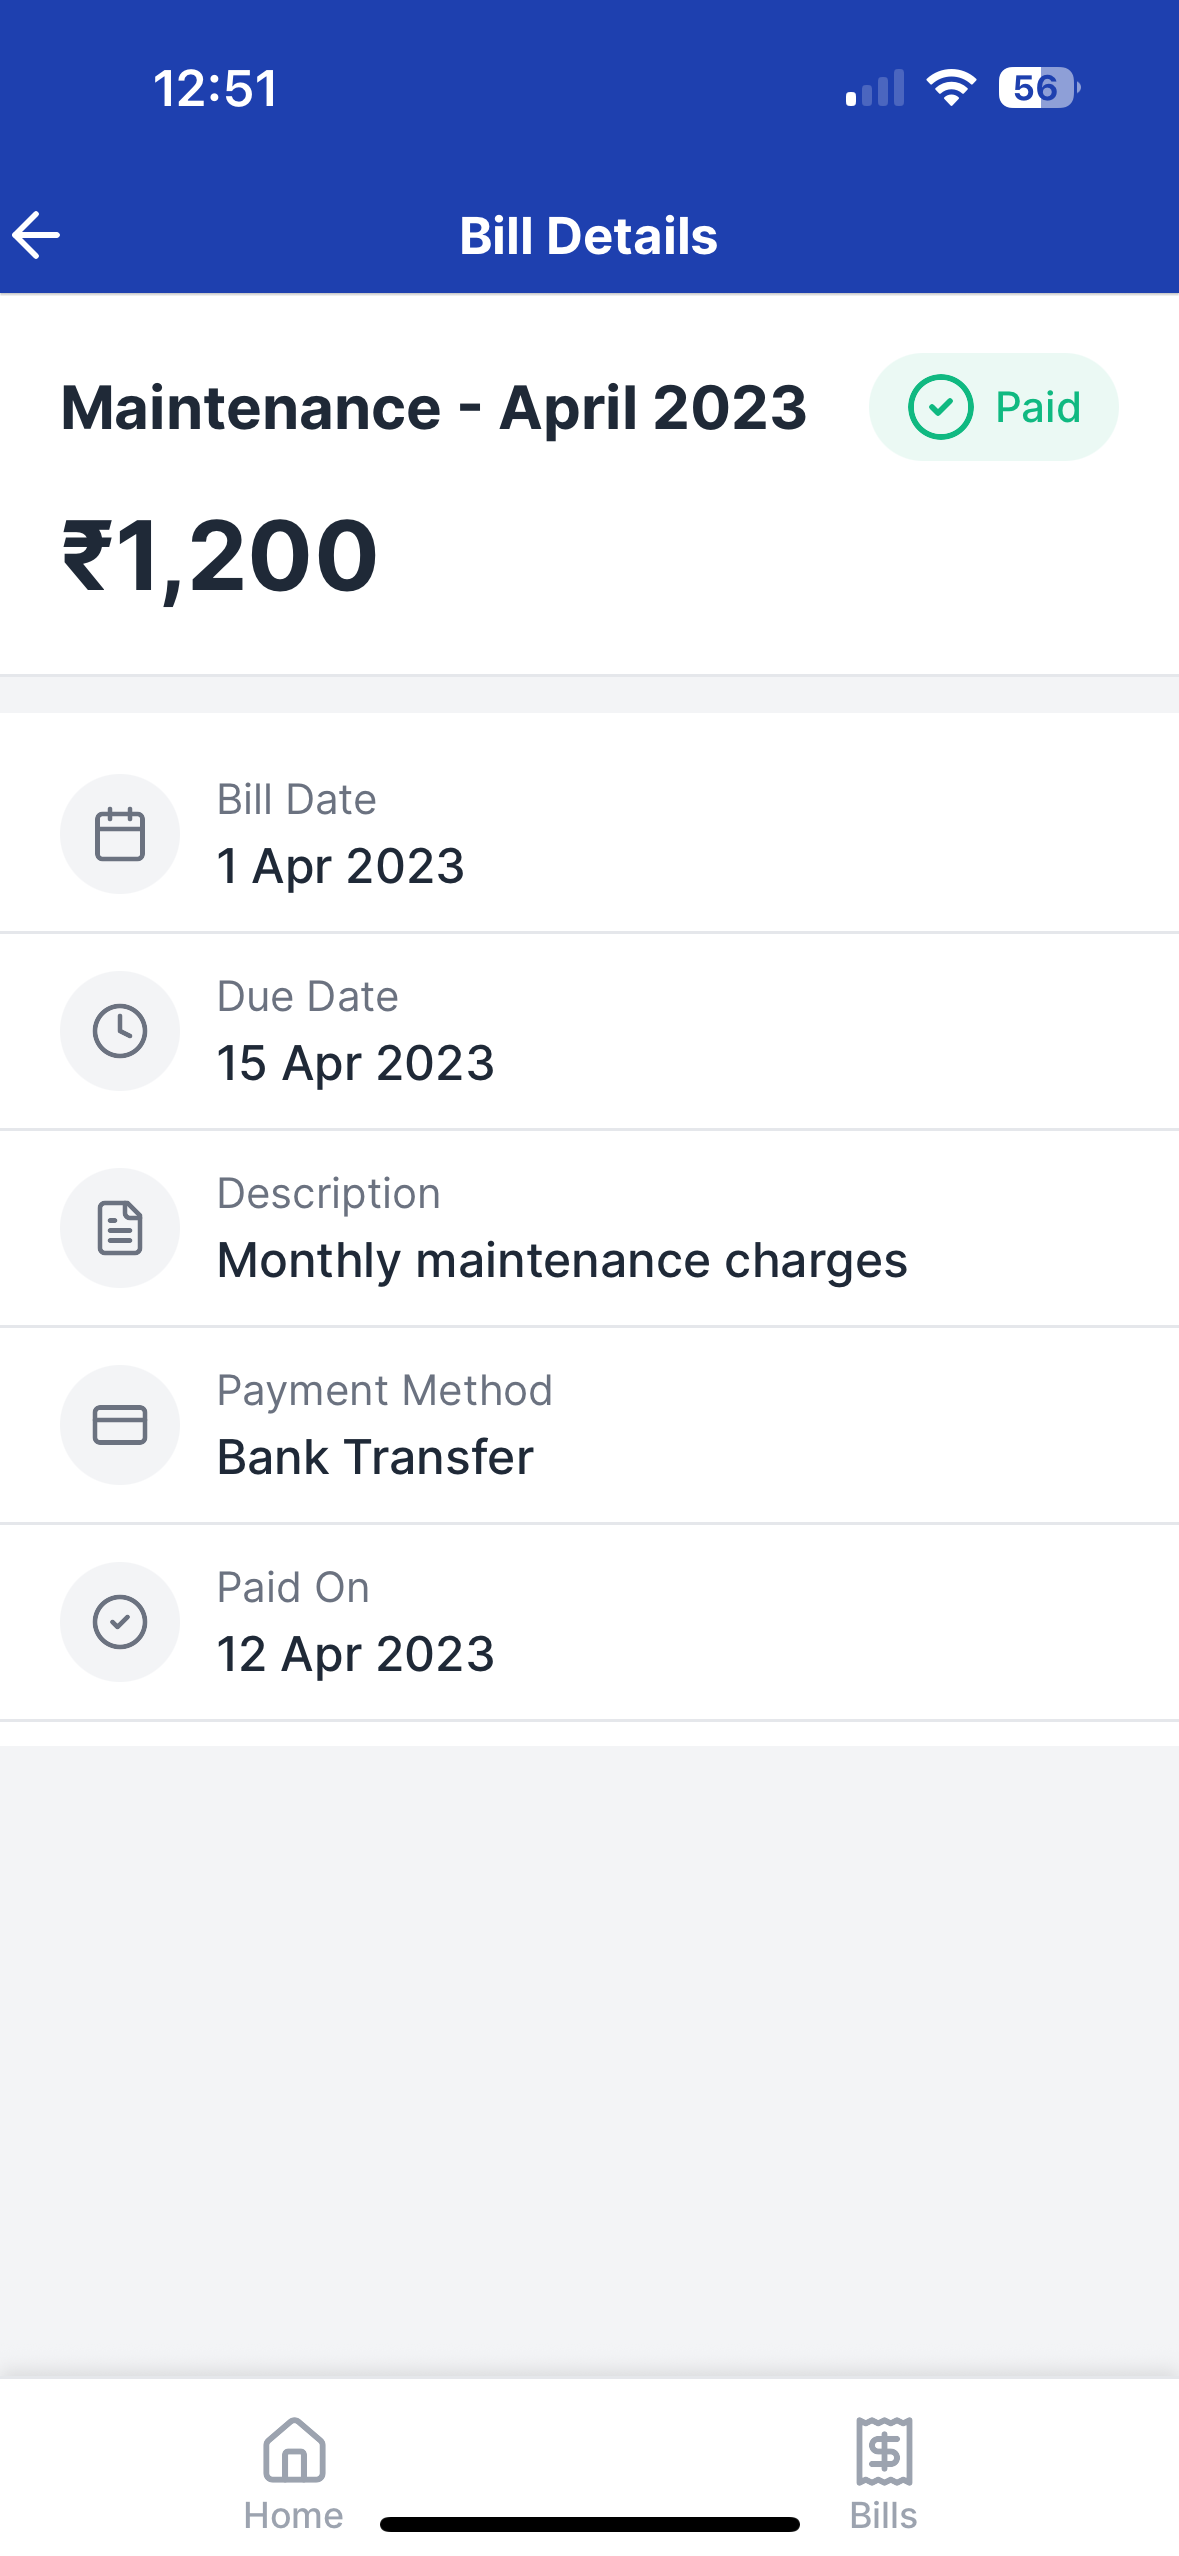 12:51
56
Bill Details
Maintenance - April 2023
Paid
₹1,200
Bill Date
1 Apr 2023
Due Date
15 Apr 2023
Description
Monthly maintenance charges
Payment Method
Bank Transfer
Paid On
12 Apr 2023
Home
Bills